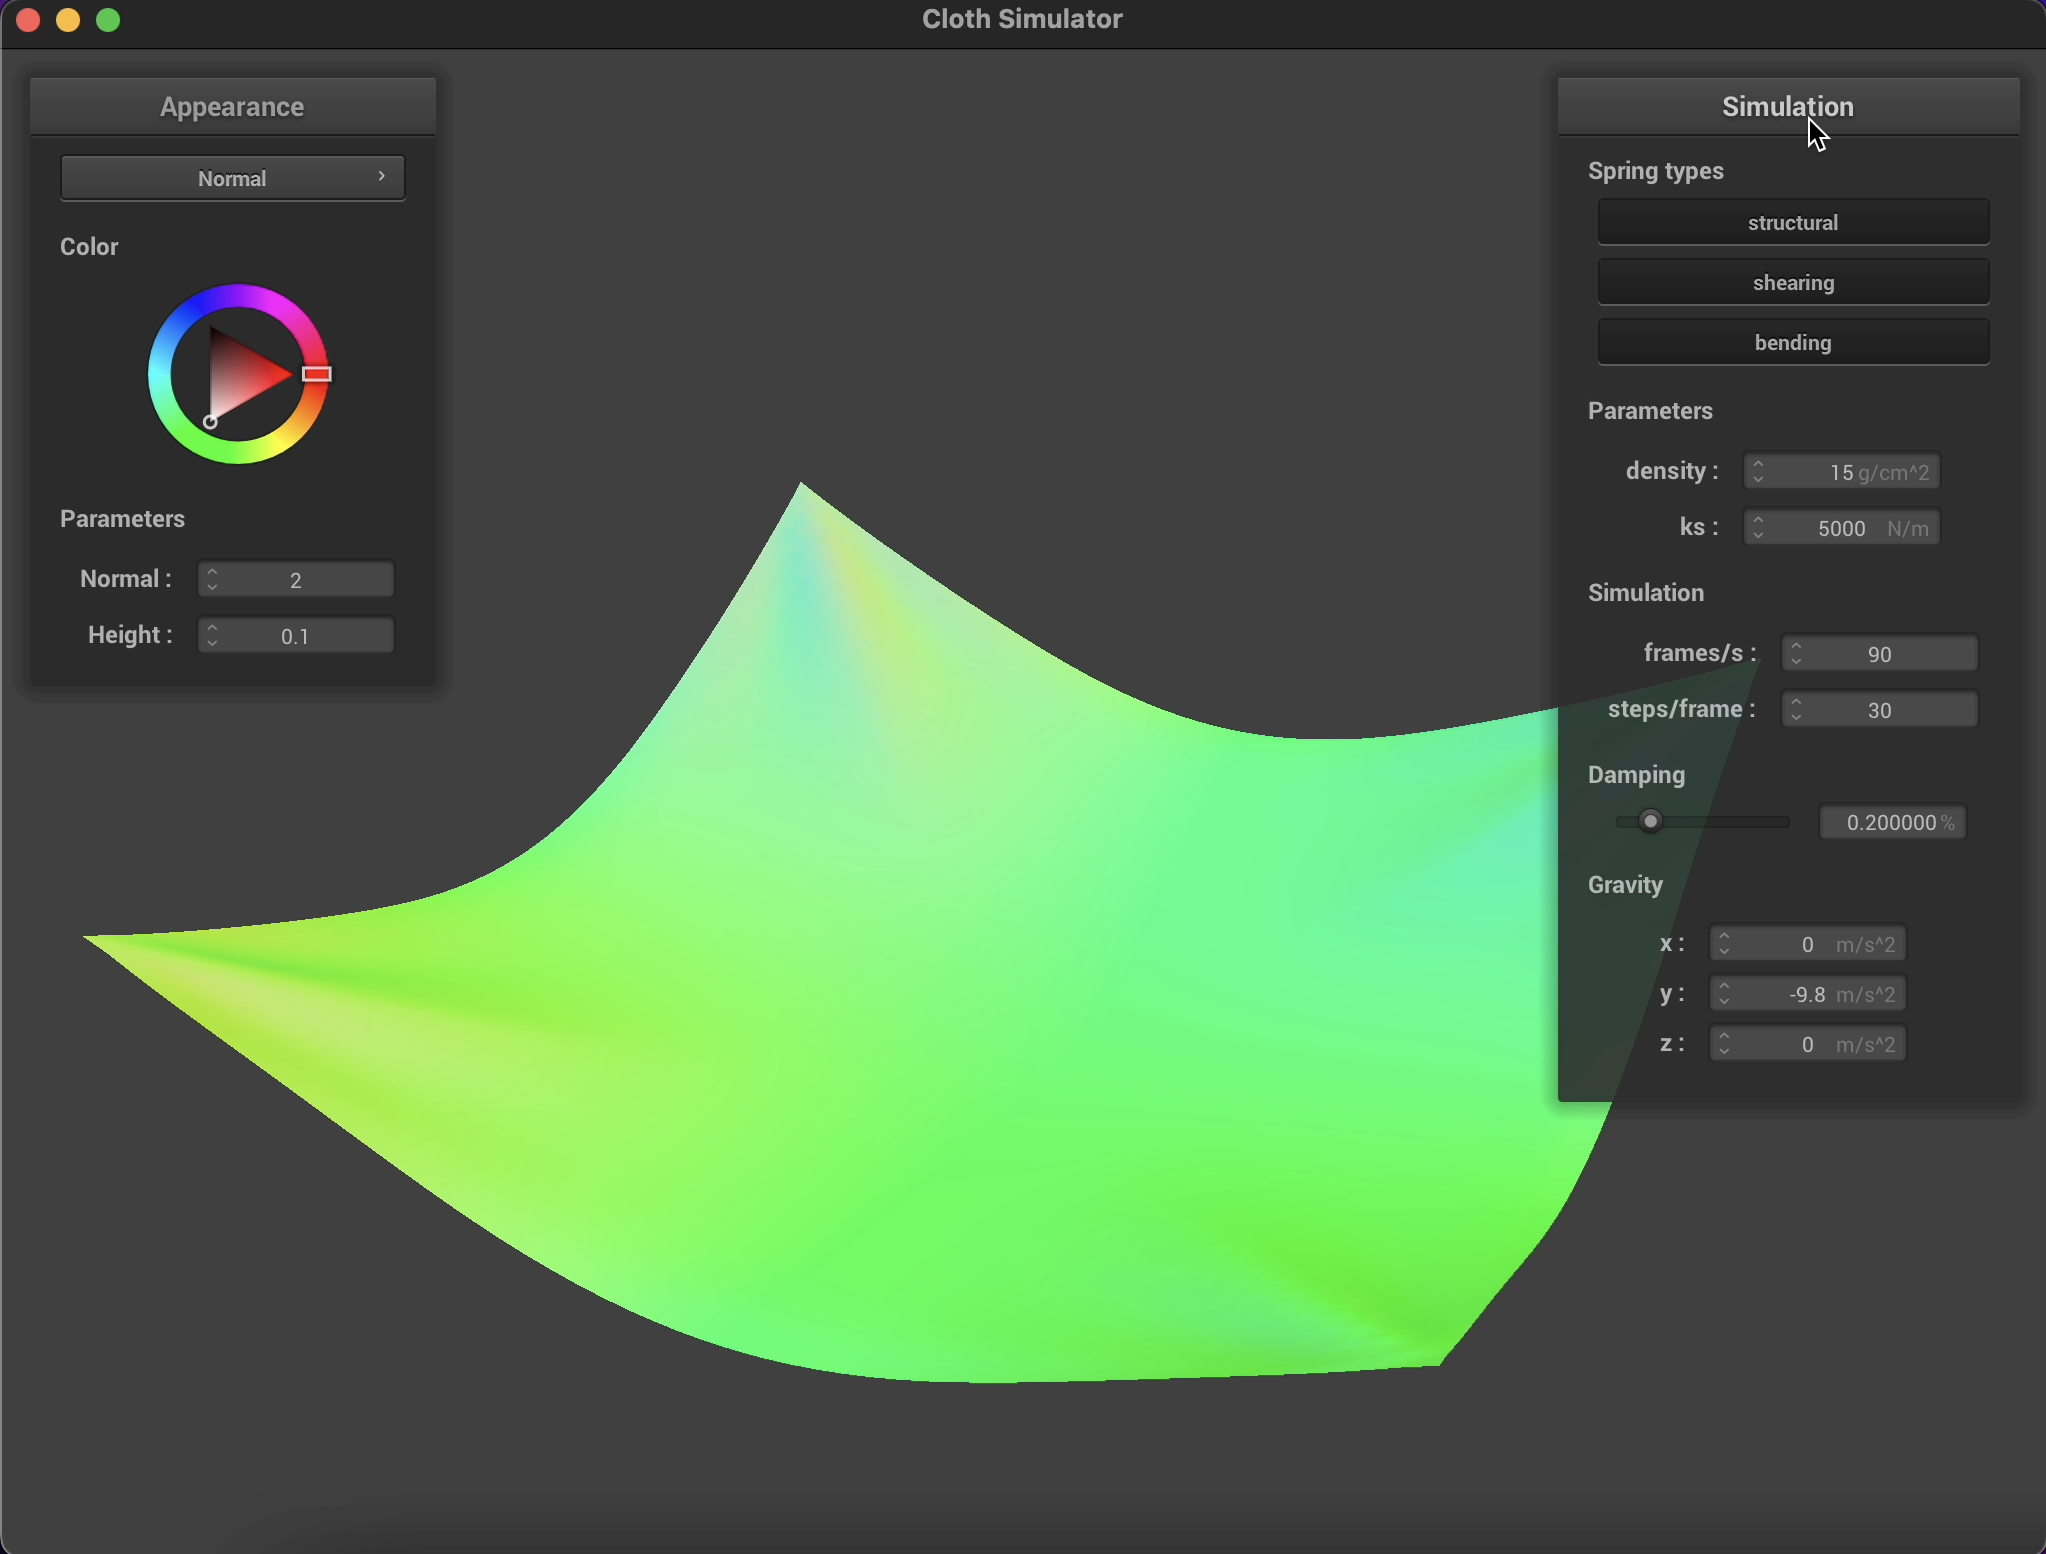 Cloth Simulator
Appearance
Normal
Color
Parameters
Normal :
2
Height :
0.1
Simulation
Spring types
structural
shearing
bending
Parameters
density :
15 g/cm^2
ks :
5000 N/m
Simulation
frames/s :
90
steps/frame :
30
Damping
0.200000 %
Gravity
x :
0 m/s^2
y :
-9.8 m/s^2
z :
0 m/s^2